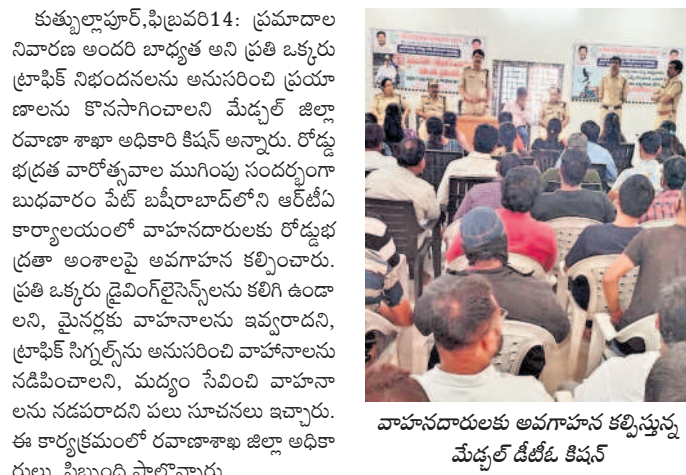 కుత్బుల్లాపూర్,ఫిబ్రవరి14: ప్రమాదాల
నివారణ అందరి బాధ్యత అని ప్రతి ఒక్కరు
ట్రాఫిక్ నిభందనలను అనుసరించి ప్రయా
ణాలను కొనసాగించాలని మేడ్చల్ జిల్లా
రవాణా శాఖా అధికారి కిషన్ అన్నారు. రోడ్డు
భద్రత వారోత్సవాల ముగింపు సందర్భంగా
బుధవారం పేట్ బషీరాబాద్‌లోని ఆర్‌టీఏ
కార్యాలయంలో వాహనదారులకు రోడ్డుభ
ద్రతా అంశాలపై అవగాహన కల్పించారు.
ప్రతి ఒక్కరు డ్రైవింగ్‌లైసెన్స్‌లను కలిగి ఉండా
లని, మైనర్లకు వాహనాలను ఇవ్వరాదని,
ట్రాఫిక్ సిగ్నల్స్‌ను అనుసరించి వాహానాలను
నడిపించాలని, మద్యం సేవించి వాహనా
లను నడపరాదని పలు సూచనలు ఇచ్చారు.
ఈ కార్యక్రమంలో రవాణాశాఖ జిల్లా అధికా
రులు, సిబ్బంది పాల్గొన్నారు.
వాహనదారులకు అవగాహన కల్పిస్తున్న
మేడ్చల్ డీటీఓ కిషన్